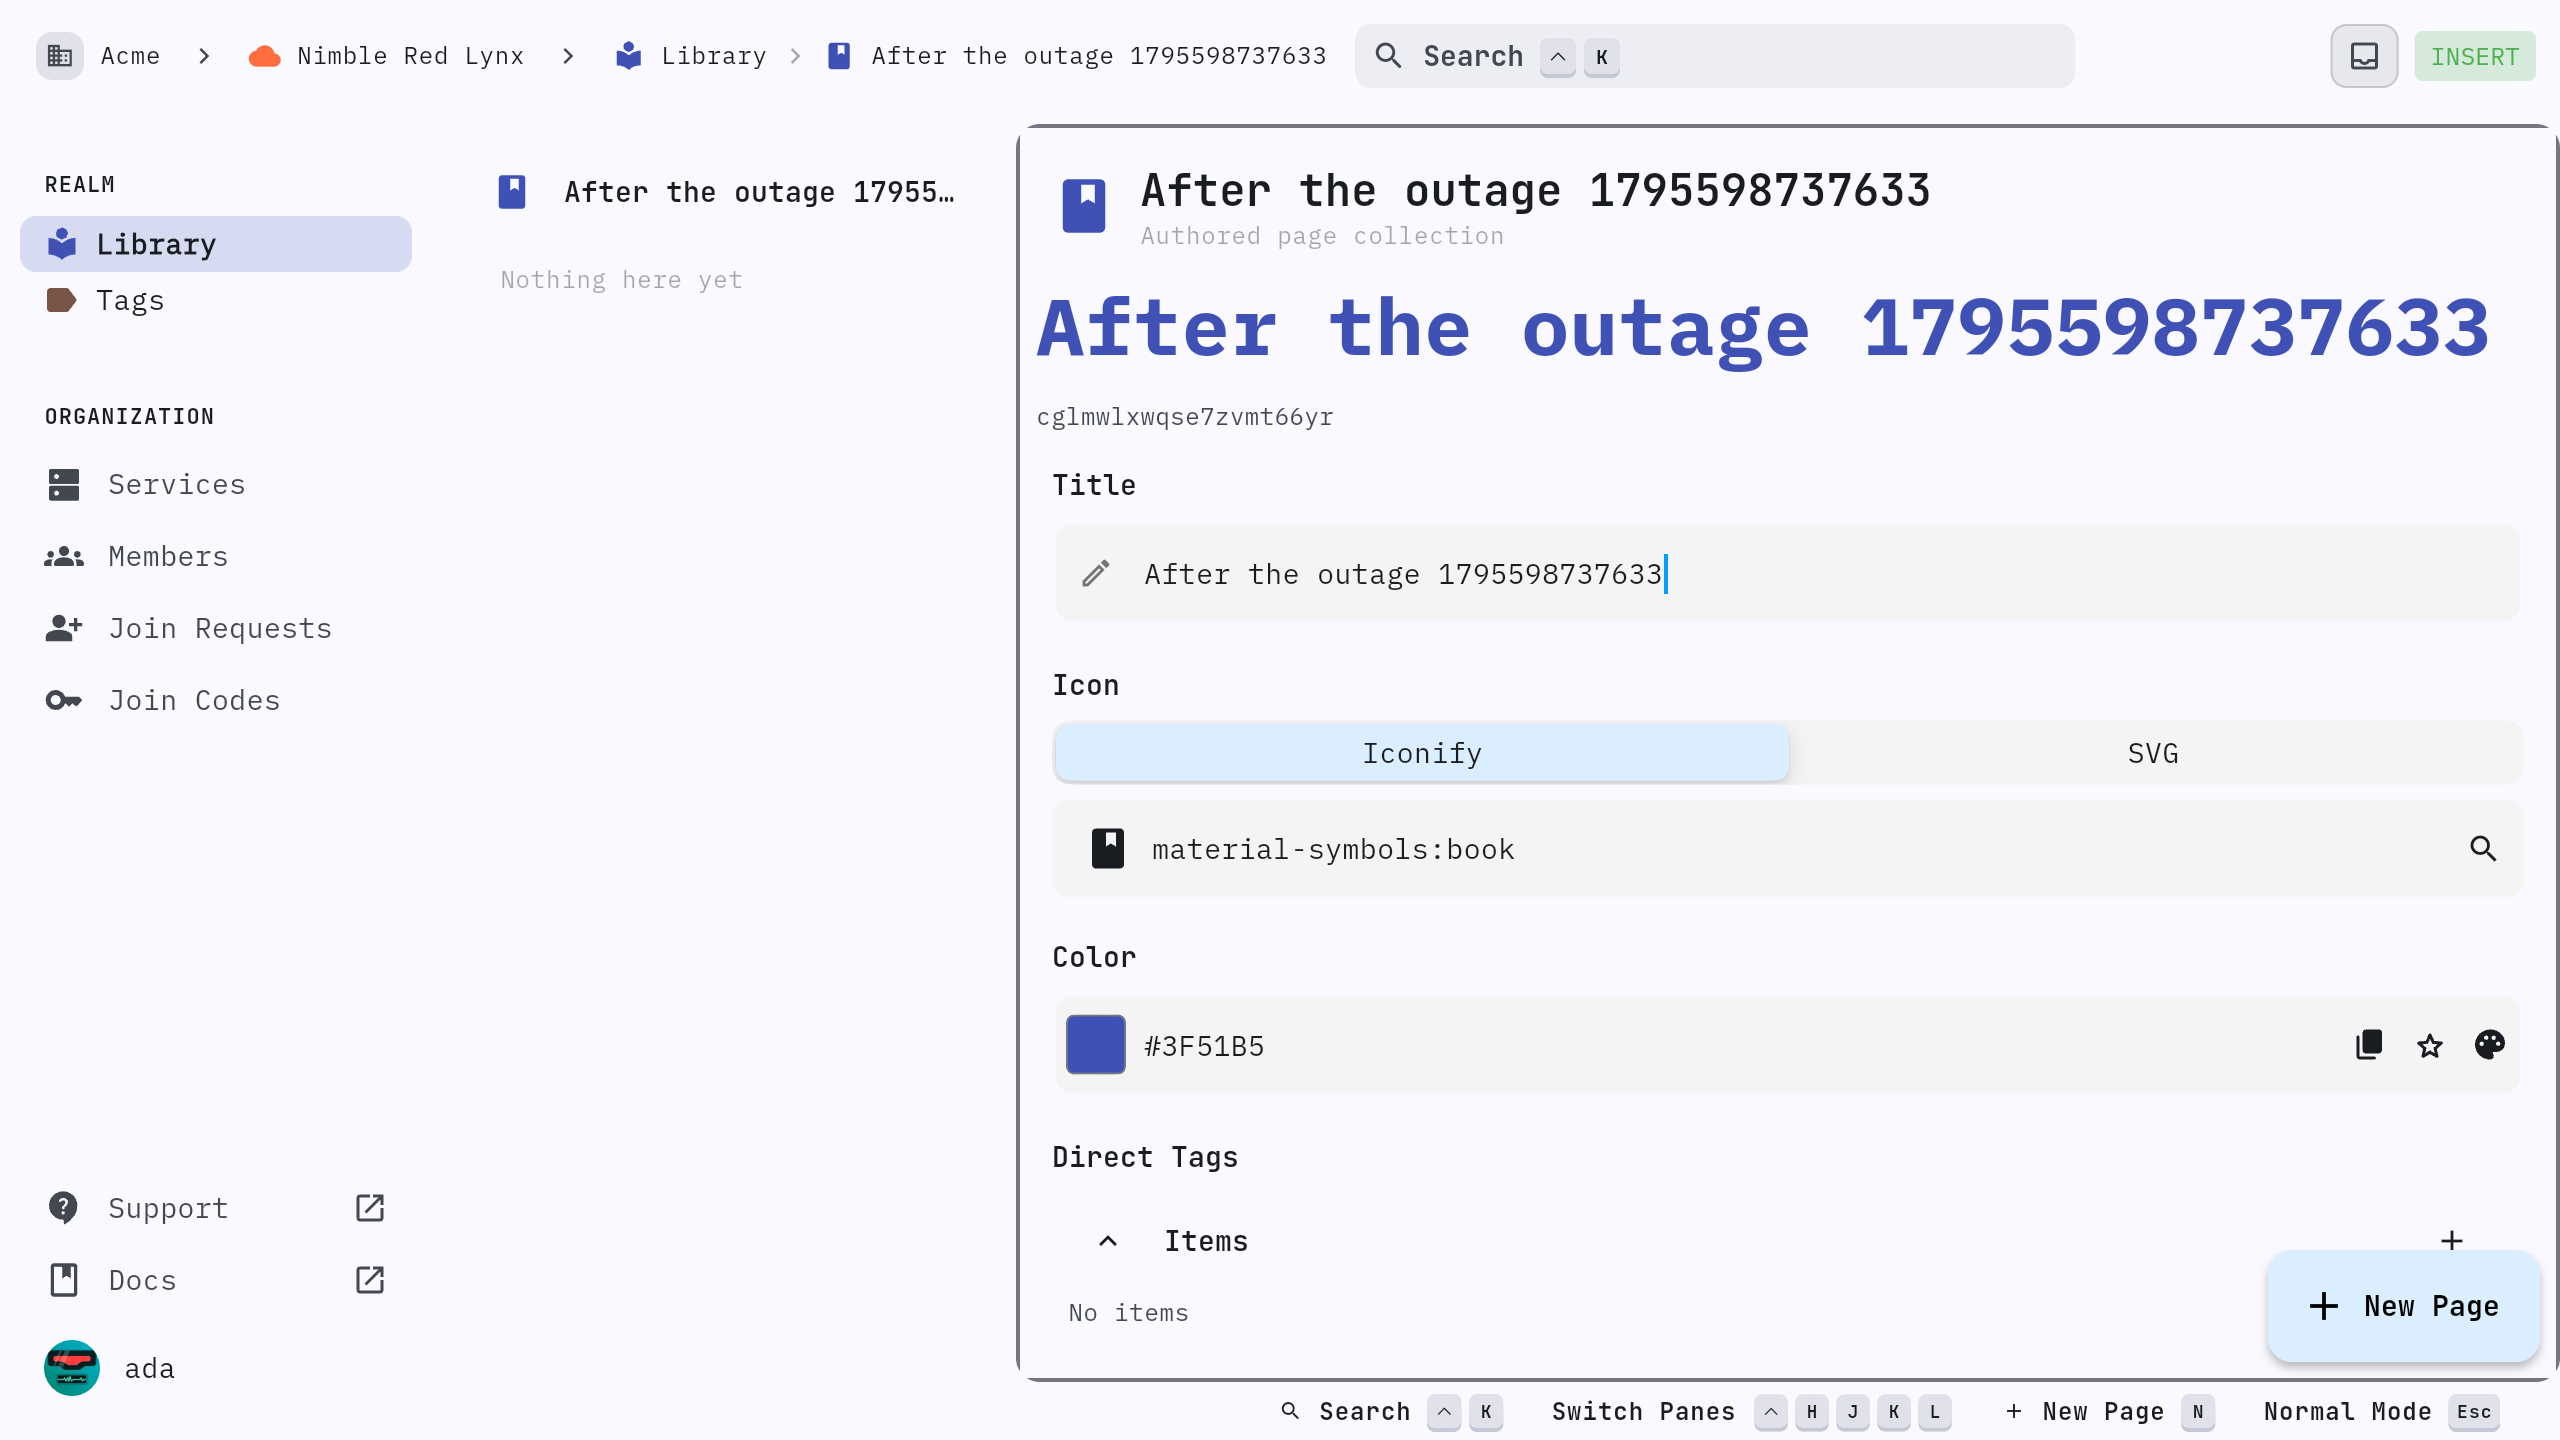 Acme
Nimble Red Lynx
Library
After the outage 1795598737633
Search
K
INSERT
REALM
Library
Tags
ORGANIZATION
Services
Members
Join Requests
Join Codes
Support
Docs
ada
After the outage 17955…
Nothing here yet
After the outage 1795598737633
Authored page collection
After the outage 1795598737633
cglmwlxwqse7zvmt66yr
Title
After the outage 1795598737633
Icon
Iconify
SVG
material-symbols:book
Color
#3F51B5
Direct Tags
Items
No items
New Page
Search ^ K Switch Panes ^ H J K L + New Page N Normal Mode Esc